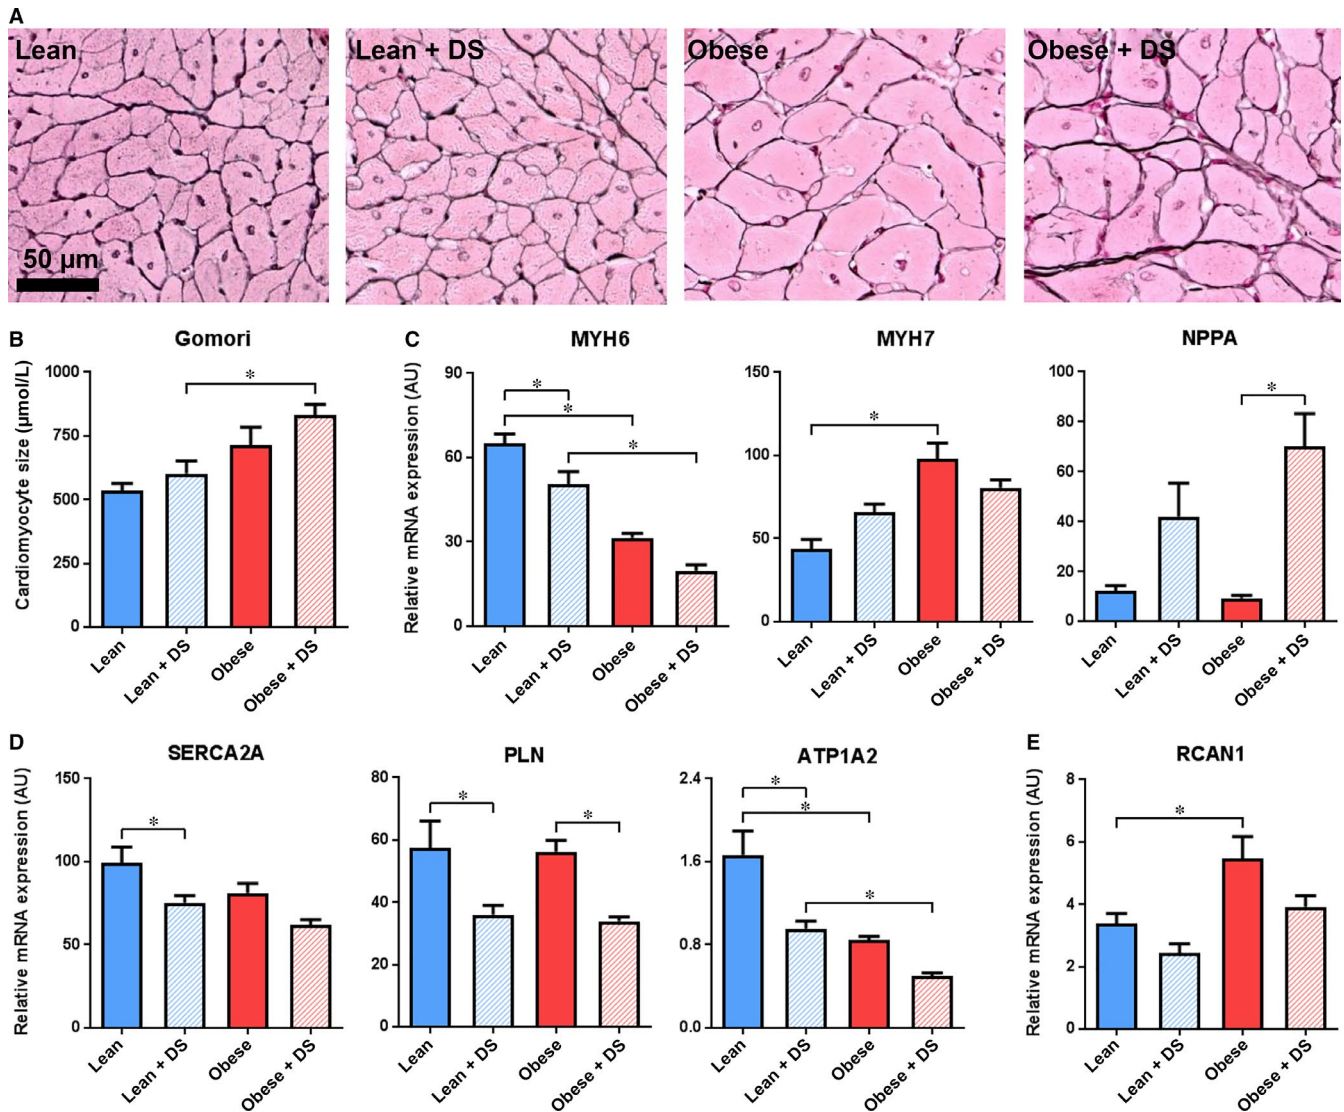 A
Lean
Lean + DS
Obese
Obese + DS
50 µm
B
Gomori
Cardiomyocyte size (µmol/L)
1000
750
500
250
0
*
Lean
Lean + DS
Obese
Obese + DS
C
MYH6
Relative mRNA expression (AU)
90
60
30
0
*
*
*
Lean
Lean + DS
Obese
Obese + DS
MYH7
150
100
50
0
*
Lean
Lean + DS
Obese
Obese + DS
NPPA
100
80
60
40
20
0
*
Lean
Lean + DS
Obese
Obese + DS
D
SERCA2A
Relative mRNA expression (AU)
150
100
50
0
*
Lean
Lean + DS
Obese
Obese + DS
PLN
80
60
40
20
0
*
*
Lean
Lean + DS
Obese
Obese + DS
ATP1A2
2.4
1.6
0.8
0.0
*
*
*
Lean
Lean + DS
Obese
Obese + DS
E
RCAN1
Relative mRNA expression (AU)
8
6
4
2
0
*
Lean
Lean + DS
Obese
Obese + DS